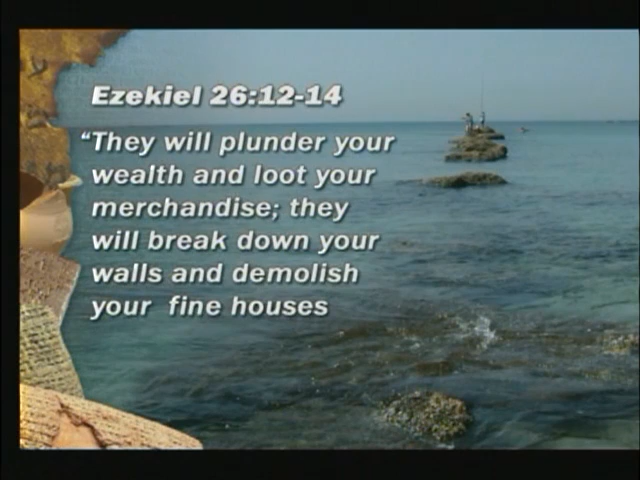 Ezekiel 26:12-14
“They will plunder your
wealth and loot your
merchandise; they
will break down your
walls and demolish
your fine houses